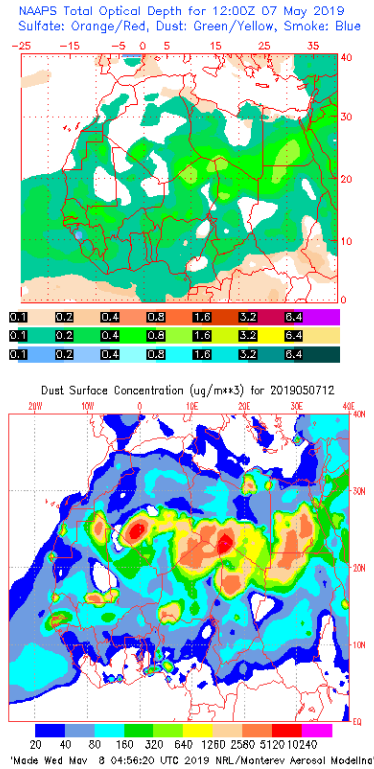 NAAPS Total Optical Depth for 12:00Z 07 May 2019
Sulfate: Orange/Red, Dust: Green/Yellow, Smoke: Blue
-25 -15 -5 0 5 15 25 35
40
30
20
10
0
0.1 0.2 0.4 0.8 1.6 3.2 6.4
0.1 0.2 0.4 0.8 1.6 3.2 6.4
0.1 0.2 0.4 0.8 1.6 3.2 6.4
Dust Surface Concentration (ug/m**3) for 2019050712
20W 10W 0 10E 20E 30E 40E
40N
30N
20N
10N
EQ
20 40 80 160 320 640 1280 2560 5120 10240
'Made Wed May 8 04:56:20 UTC 2019 NRL/Monterey Aerosol Modelling'